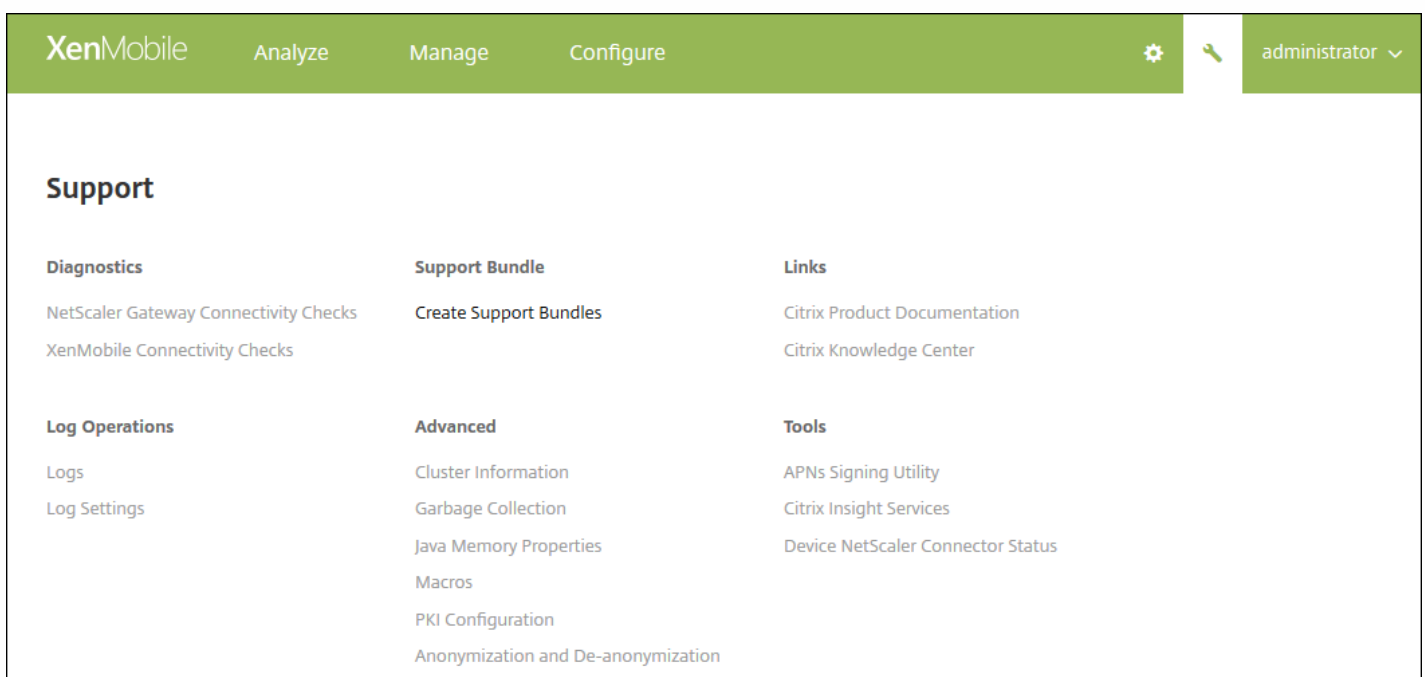 XenMobile Analyze Manage Configure administrator
Support
Diagnostics
NetScaler Gateway Connectivity Checks
XenMobile Connectivity Checks
Support Bundle
Create Support Bundles
Links
Citrix Product Documentation
Citrix Knowledge Center
Log Operations
Logs
Log Settings
Advanced
Cluster Information
Garbage Collection
Java Memory Properties
Macros
PKI Configuration
Anonymization and De-anonymization
Tools
APNs Signing Utility
Citrix Insight Services
Device NetScaler Connector Status